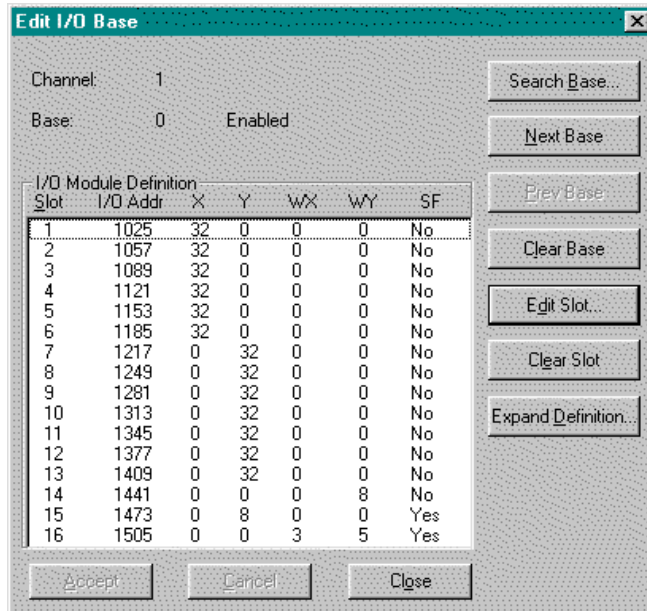 Edit I/O Base
Channel: 1
Search Base...
Base: 0 Enabled
Next Base
I/O Module Definition
Prev Base
Slot I/O Addr X Y WX WY SF
1 1025 32 0 0 0 No
2 1057 32 0 0 0 No
Clear Base
3 1089 32 0 0 0 No
4 1121 32 0 0 0 No
5 1153 32 0 0 0 No
Edit Slot...
6 1185 32 0 0 0 No
7 1217 0 32 0 0 No
8 1249 0 32 0 0 No
Clear Slot
9 1281 0 32 0 0 No
10 1313 0 32 0 0 No
Expand Definition...
11 1345 0 32 0 0 No
12 1377 0 32 0 0 No
13 1409 0 32 0 0 No
14 1441 0 0 0 8 No
15 1473 0 8 0 0 Yes
16 1505 0 0 3 5 Yes
Accept Cancel Close